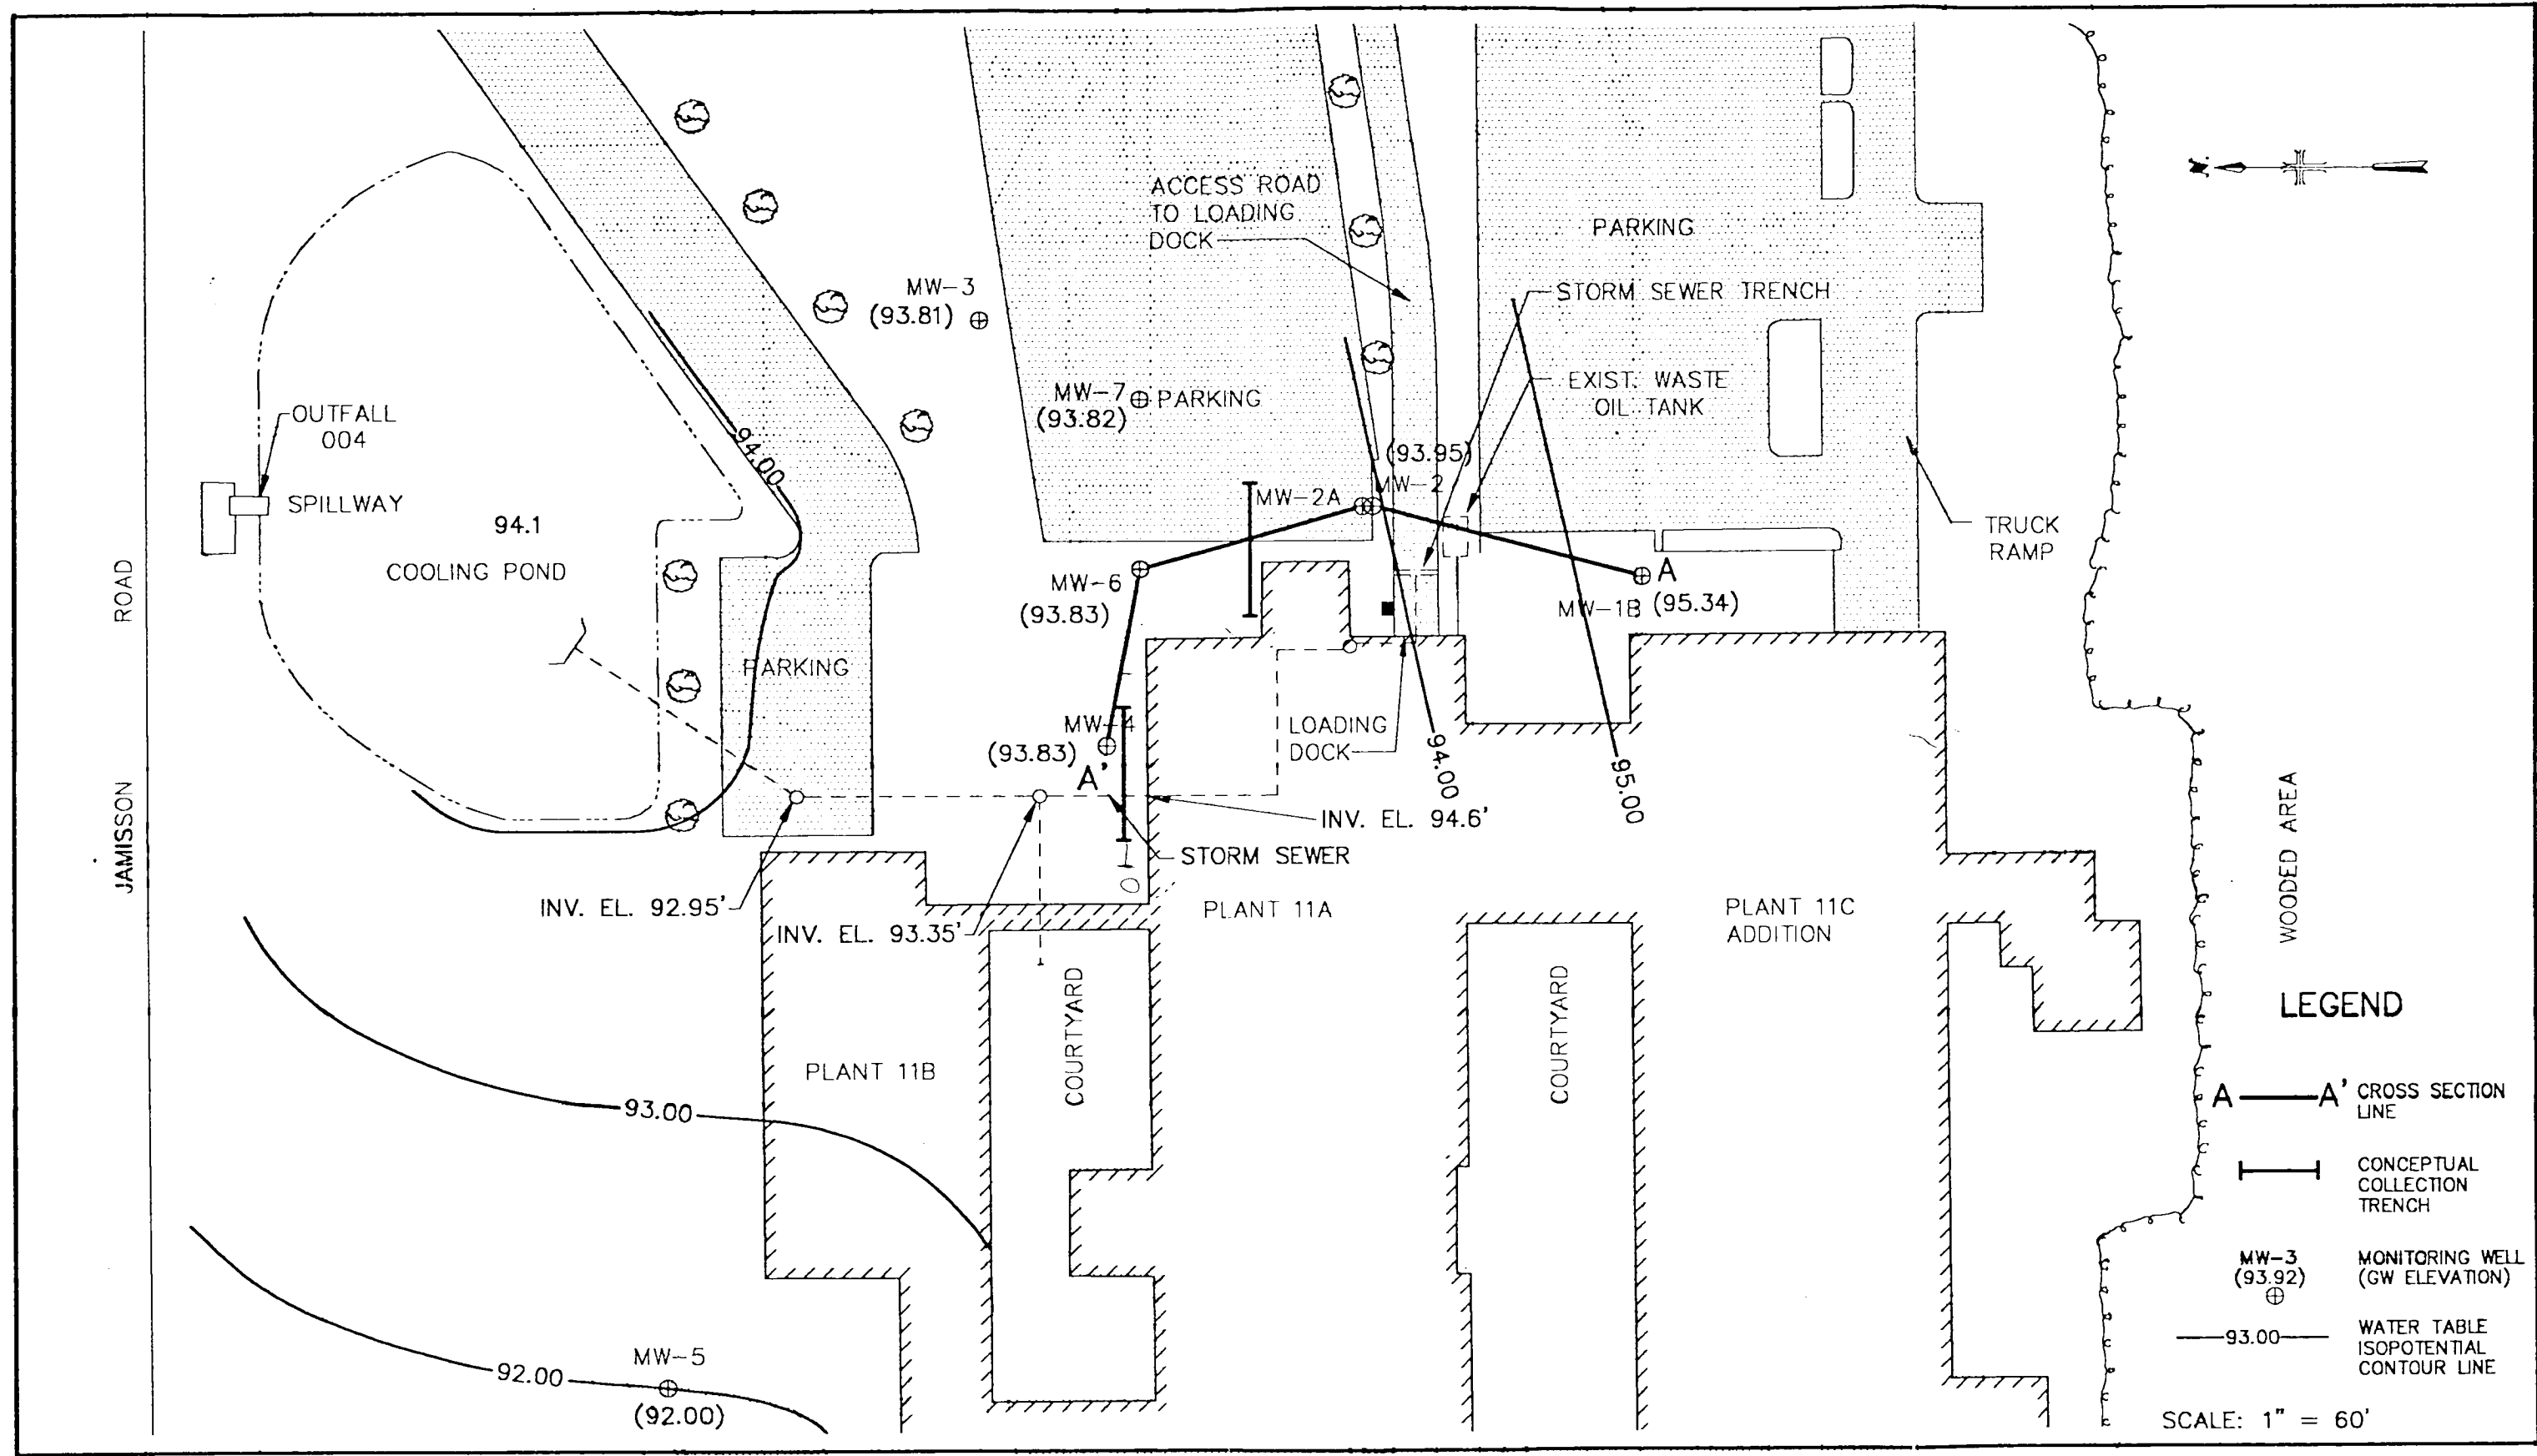 ACCESS ROAD
TO LOADING
DOCK
PARKING
MW-3
(93.81)
STORM SEWER TRENCH
MW-7
(93.82)
PARKING
EXIST. WASTE
OIL TANK
OUTFALL
004
94.00
(93.95)
MW-2
MW-2A
SPILLWAY
94.1
COOLING POND
TRUCK
RAMP
MW-6
(93.83)
A
MW-1B (95.34)
PARKING
JAMISSON ROAD
MW-4
(93.83)
A'
LOADING
DOCK
94.00
95.00
INV. EL. 94.6'
STORM SEWER
INV. EL. 92.95'
INV. EL. 93.35'
PLANT 11A
PLANT 11C
ADDITION
WOODED AREA
COURTYARD
COURTYARD
PLANT 11B
93.00
92.00
MW-5
(92.00)
LEGEND
A A' CROSS SECTION
LINE
CONCEPTUAL
COLLECTION
TRENCH
MW-3 MONITORING WELL
(93.92) (GW ELEVATION)
93.00 WATER TABLE
ISOPOTENTIAL
CONTOUR LINE
SCALE: 1" = 60'